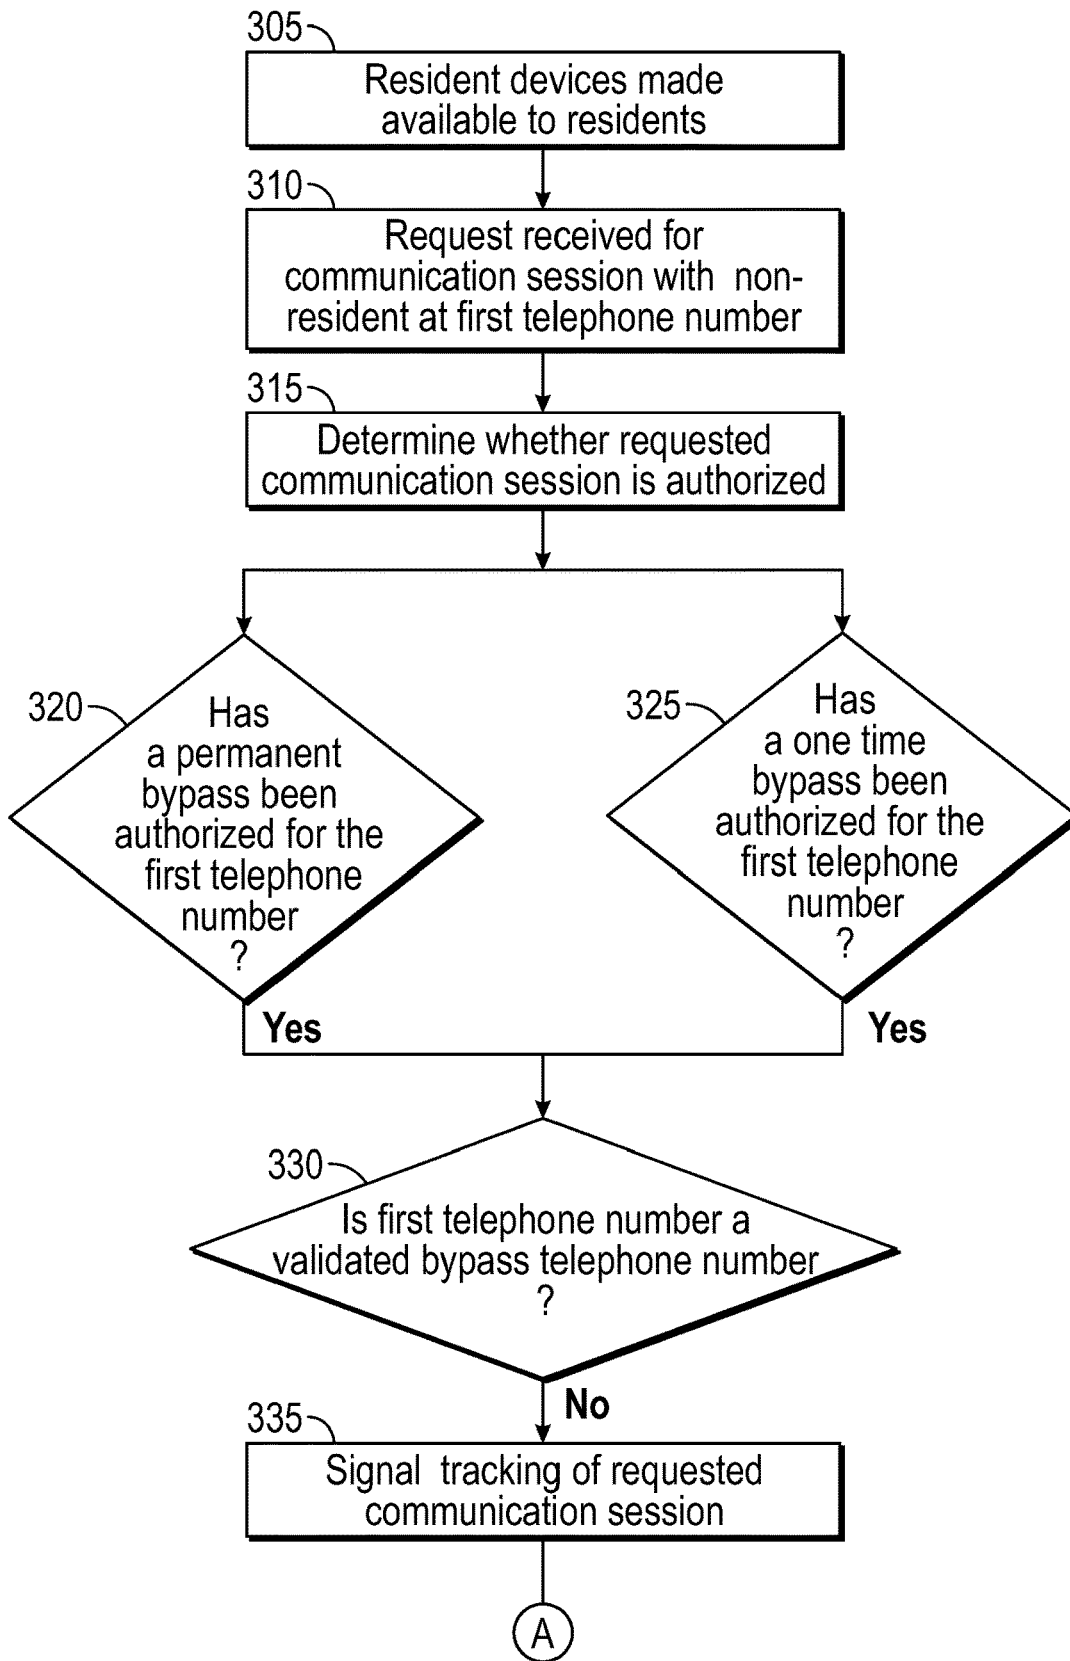 305
Resident devices made
available to residents
310
Request received for
communication session with non-
resident at first telephone number
315
Determine whether requested
communication session is authorized
320
Has
a permanent
bypass been
authorized for the
first telephone
number
?
Yes
325
Has
a one time
bypass been
authorized for the
first telephone
number
?
Yes
330
Is first telephone number a
validated bypass telephone number
?
No
335
Signal tracking of requested
communication session
A